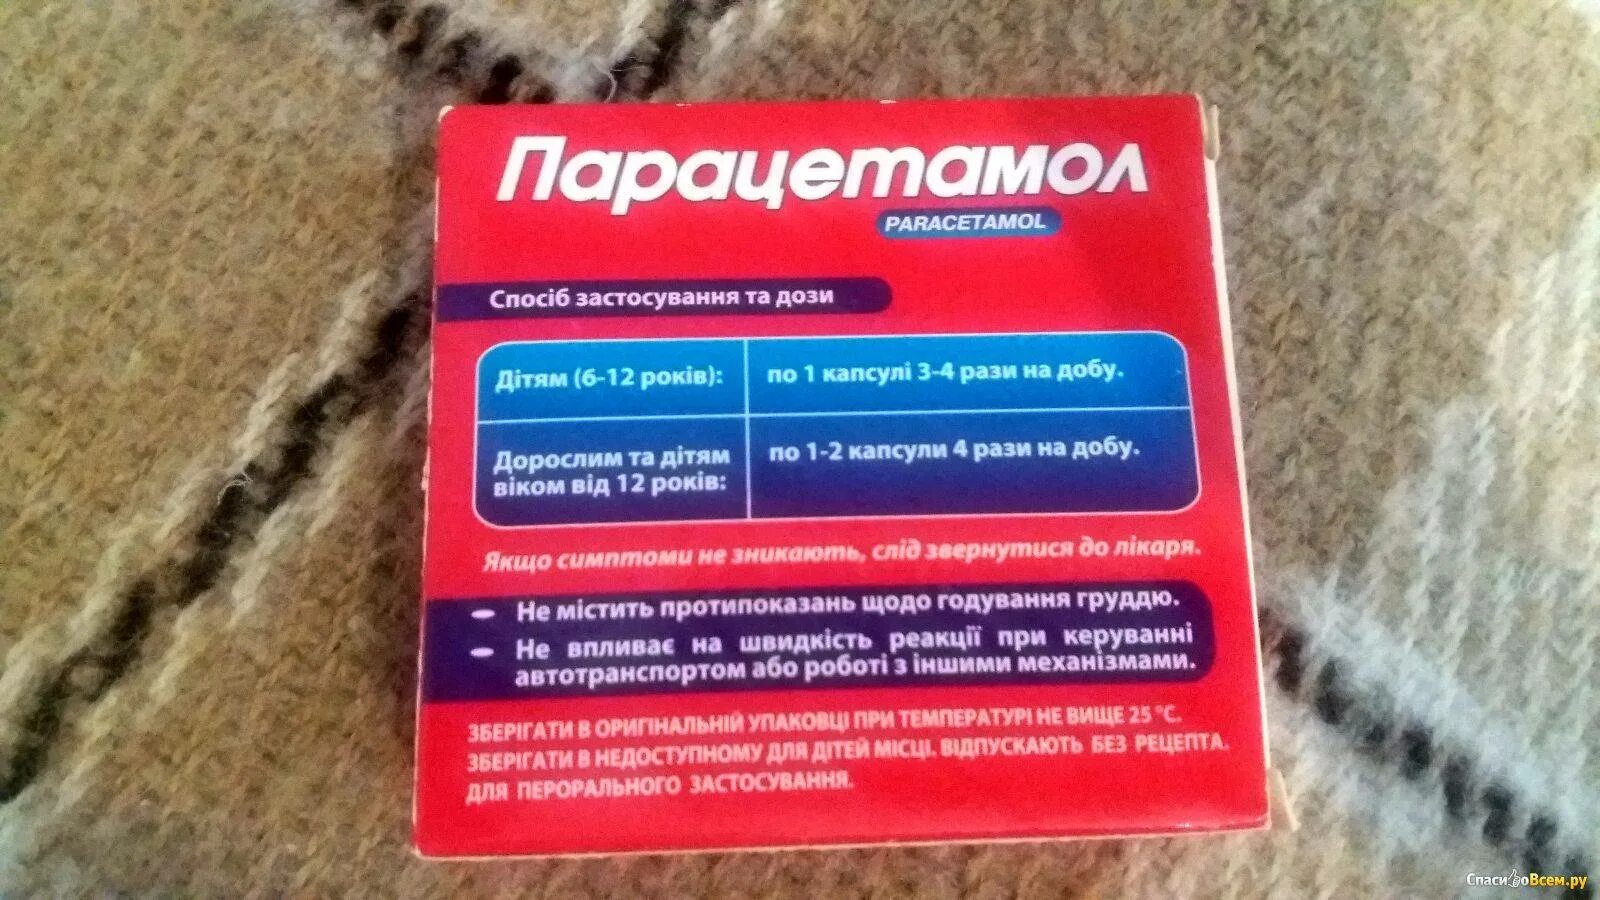 Парацетамол
PARACETAMOL
Спосіб застосування та дози
Дітям (6-12 років):
по 1 капсулі 3-4 рази на добу.
Дорослим та дітям
віком від 12 років:
по 1-2 капсули 4 рази на добу.
Якщо симптоми не зникають, слід звернутися до лікаря.
– Не містить протипоказань щодо годування груддю.
– Не впливає на швидкість реакції при керуванні
автотранспортом або роботі з іншими механізмами.
ЗБЕРІГАТИ В ОРИГІНАЛЬНІЙ УПАКОВЦІ ПРИ ТЕМПЕРАТУРІ НЕ ВИЩЕ 25 °С.
ЗБЕРІГАТИ В НЕДОСТУПНОМУ ДЛЯ ДІТЕЙ МІСЦІ. ВІДПУСКАЮТЬ БЕЗ РЕЦЕПТА.
ДЛЯ ПЕРОРАЛЬНОГО ЗАСТОСУВАННЯ.
СпасибоВсем.ру